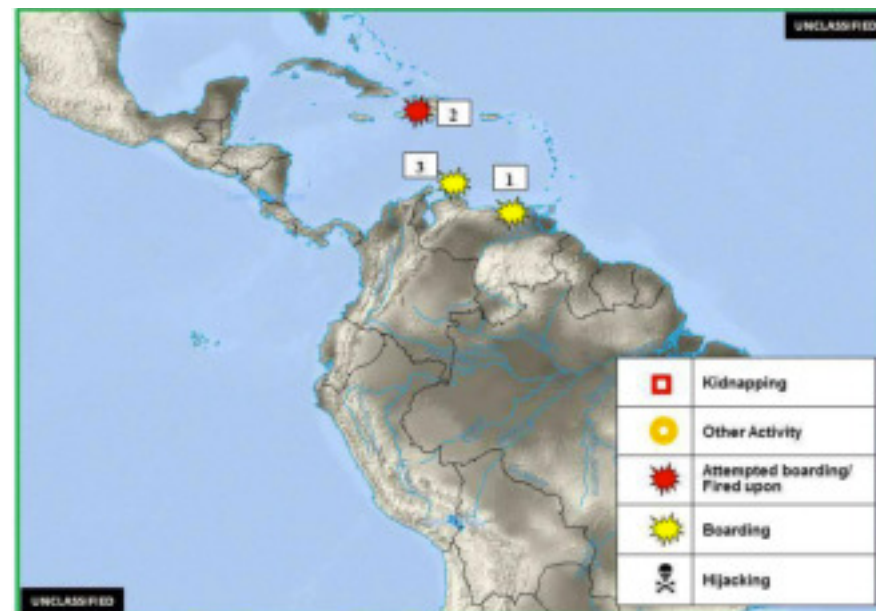 UNCLASSIFIED
2
3
1
Kidnapping
Other Activity
Attempted boarding/
Fired upon
Boarding
Hijacking
UNCLASSIFIED